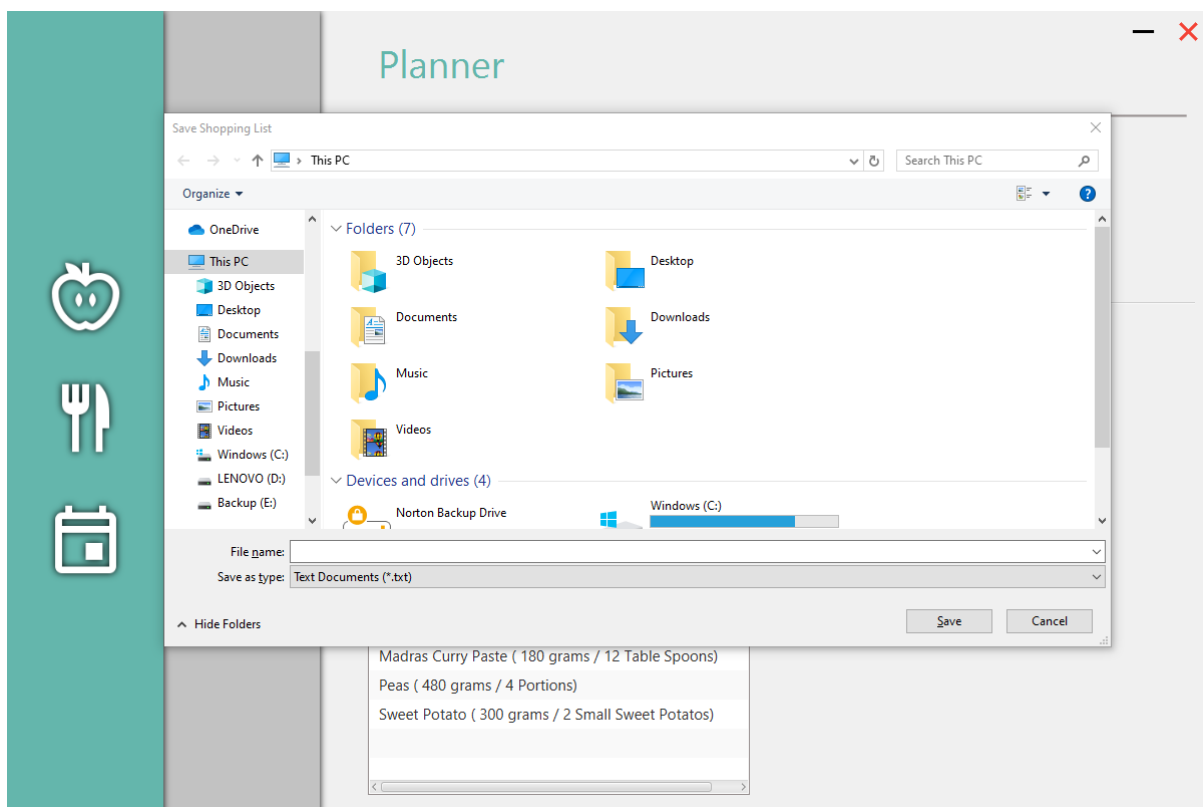 Planner
Save Shopping List
This PC
Search This PC
Organize
OneDrive
This PC
3D Objects
Desktop
Documents
Downloads
Music
Pictures
Videos
Windows (C:)
LENOVO (D:)
Backup (E:)
Folders (7)
3D Objects
Desktop
Documents
Downloads
Music
Pictures
Videos
Devices and drives (4)
Norton Backup Drive
Windows (C:)
File name:
Save as type: Text Documents (*.txt)
Hide Folders
Save
Cancel
Madras Curry Paste ( 180 grams / 12 Table Spoons)
Peas ( 480 grams / 4 Portions)
Sweet Potato ( 300 grams / 2 Small Sweet Potatos)